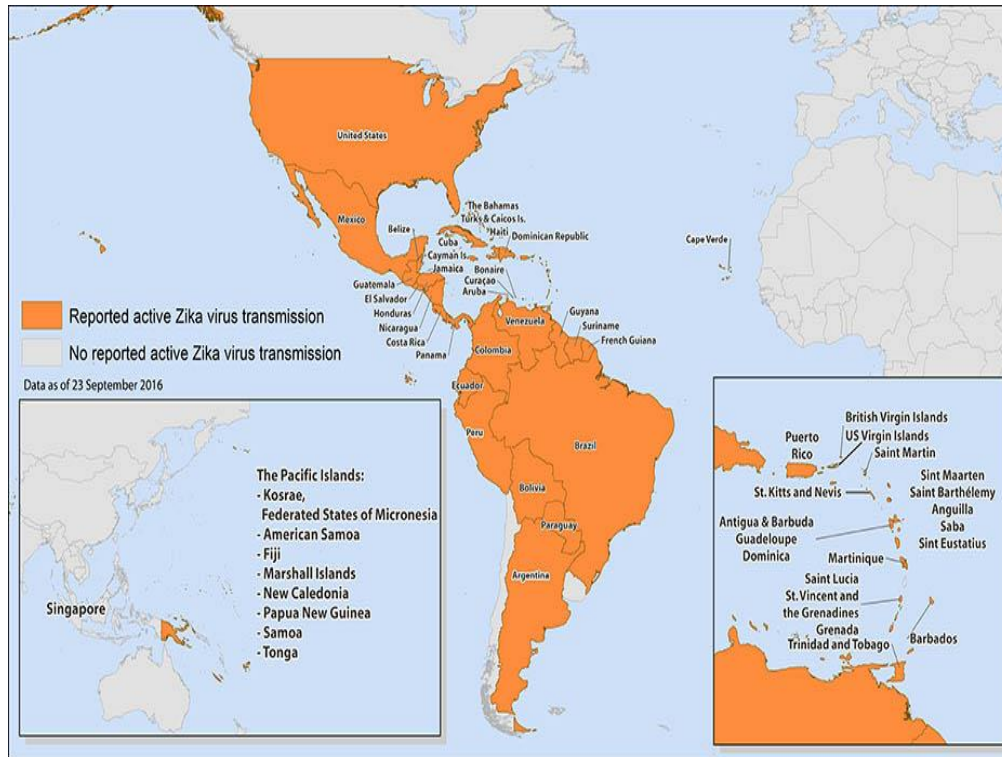 United States
Mexico
The Bahamas
Turks & Caicos Is.
Haiti
Dominican Republic
Belize
Cuba
Cayman Is.
Jamaica
Cape Verde
Guatemala
El Salvador
Honduras
Nicaragua
Costa Rica
Panama
Bonaire
Curaçao
Aruba
Venezuela
Guyana
Suriname
French Guiana
Colombia
Ecuador
Peru
Brazil
Bolivia
Paraguay
Argentina
Reported active Zika virus transmission
No reported active Zika virus transmission
Data as of 23 September 2016
The Pacific Islands:
- Kosrae,
Federated States of Micronesia
- American Samoa
- Fiji
- Marshall Islands
- New Caledonia
- Papua New Guinea
- Samoa
- Tonga
Singapore
British Virgin Islands
US Virgin Islands
Saint Martin
Puerto
Rico
St. Kitts and Nevis
Sint Maarten
Saint Barthélemy
Anguilla
Saba
Sint Eustatius
Antigua & Barbuda
Guadeloupe
Dominica
Martinique
Saint Lucia
St. Vincent and
the Grenadines
Grenada
Trinidad and Tobago
Barbados